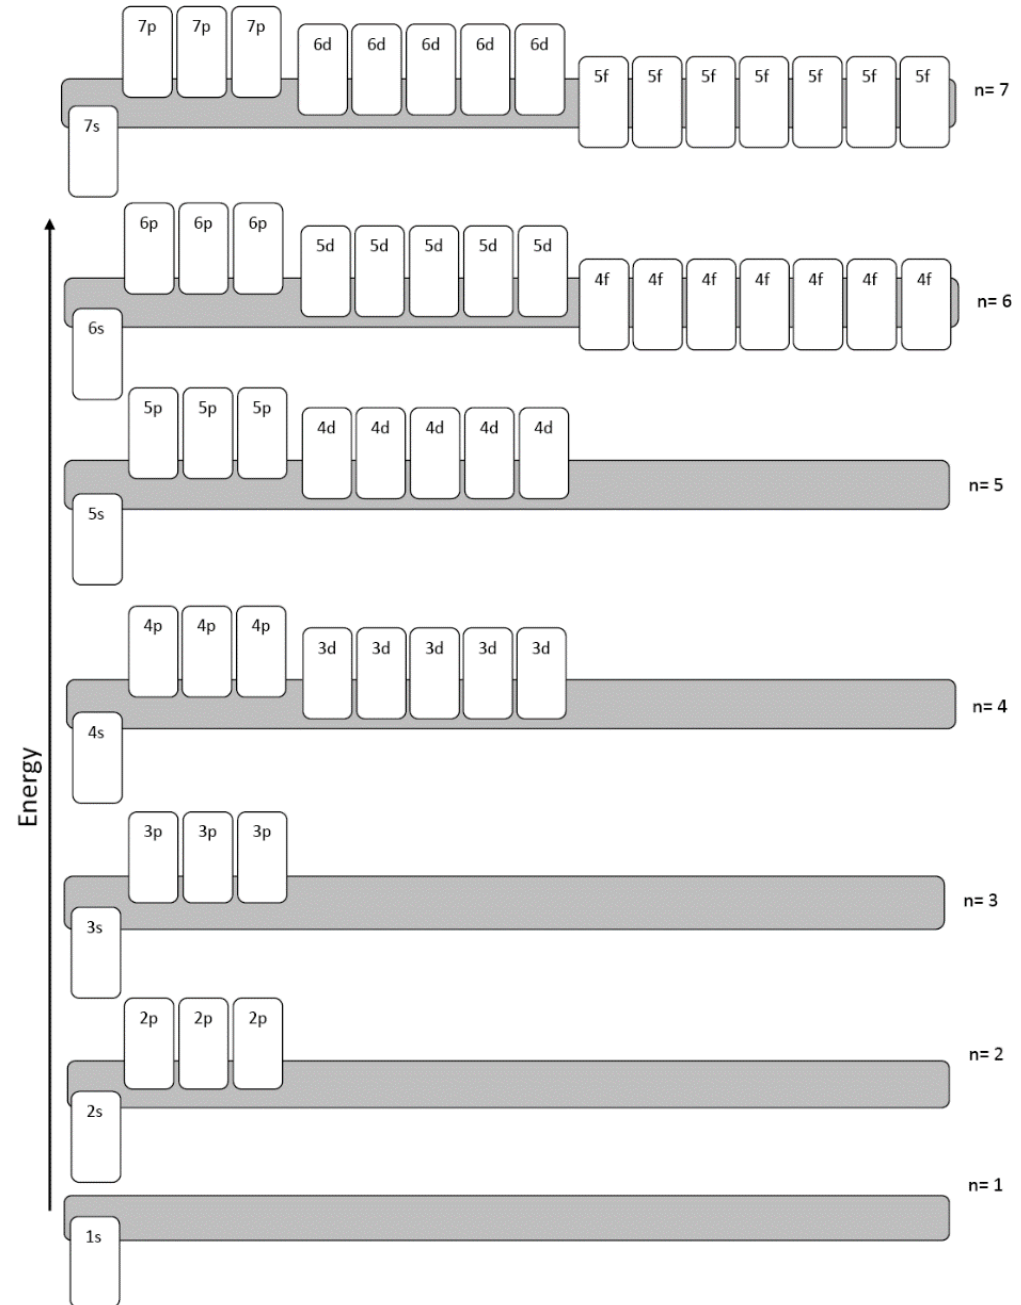 7p 7p 7p
6d 6d 6d 6d 6d
5f 5f 5f 5f 5f 5f 5f
n= 7
7s
6p 6p 6p
5d 5d 5d 5d 5d
4f 4f 4f 4f 4f 4f 4f
n= 6
6s
5p 5p 5p
4d 4d 4d 4d 4d
n= 5
5s
4p 4p 4p
3d 3d 3d 3d 3d
n= 4
4s
Energy
3p 3p 3p
n= 3
3s
2p 2p 2p
n= 2
2s
n= 1
1s